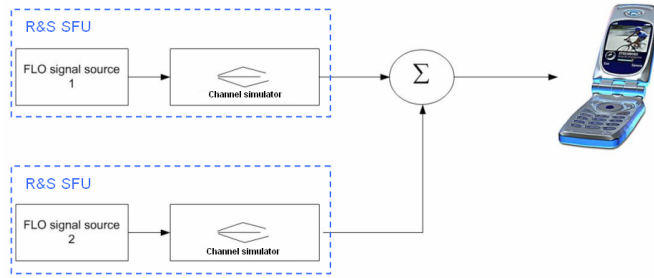 R&S SFU
FLO signal source
1
Channel simulator
Σ
R&S SFU
FLO signal source
2
Channel simulator